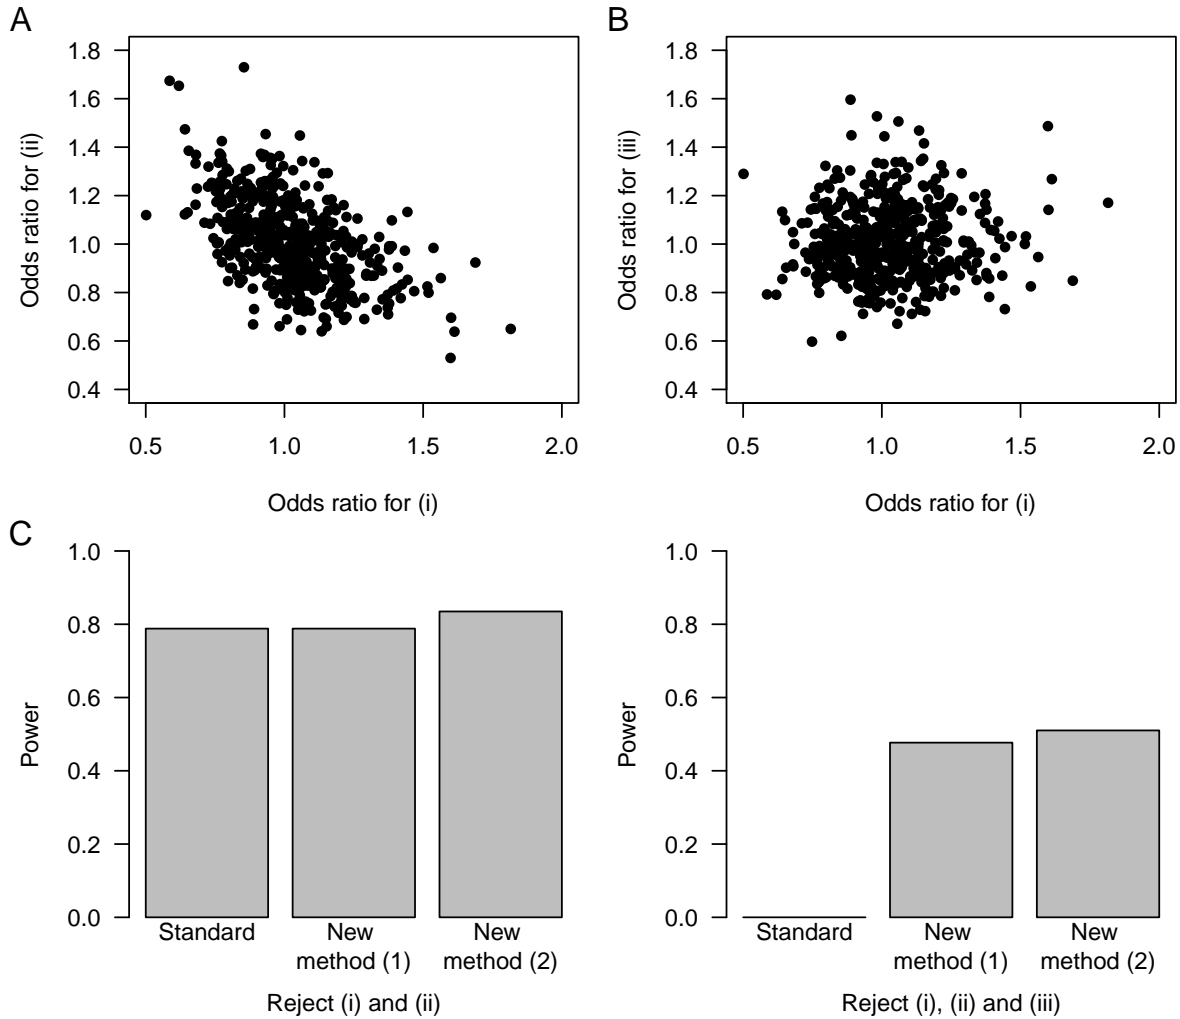 A
1.8
1.6
1.4
1.2
1.0
0.8
0.6
0.4
Odds ratio for (ii)
0.5 1.0 1.5 2.0
Odds ratio for (i)
B
1.8
1.6
1.4
1.2
1.0
0.8
0.6
0.4
Odds ratio for (iii)
0.5 1.0 1.5 2.0
Odds ratio for (i)
C
1.0
0.8
0.6
0.4
0.2
0.0
Power
Standard New New
method (1) method (2)
Reject (i) and (ii)
1.0
0.8
0.6
0.4
0.2
0.0
Power
Standard New New
method (1) method (2)
Reject (i), (ii) and (iii)